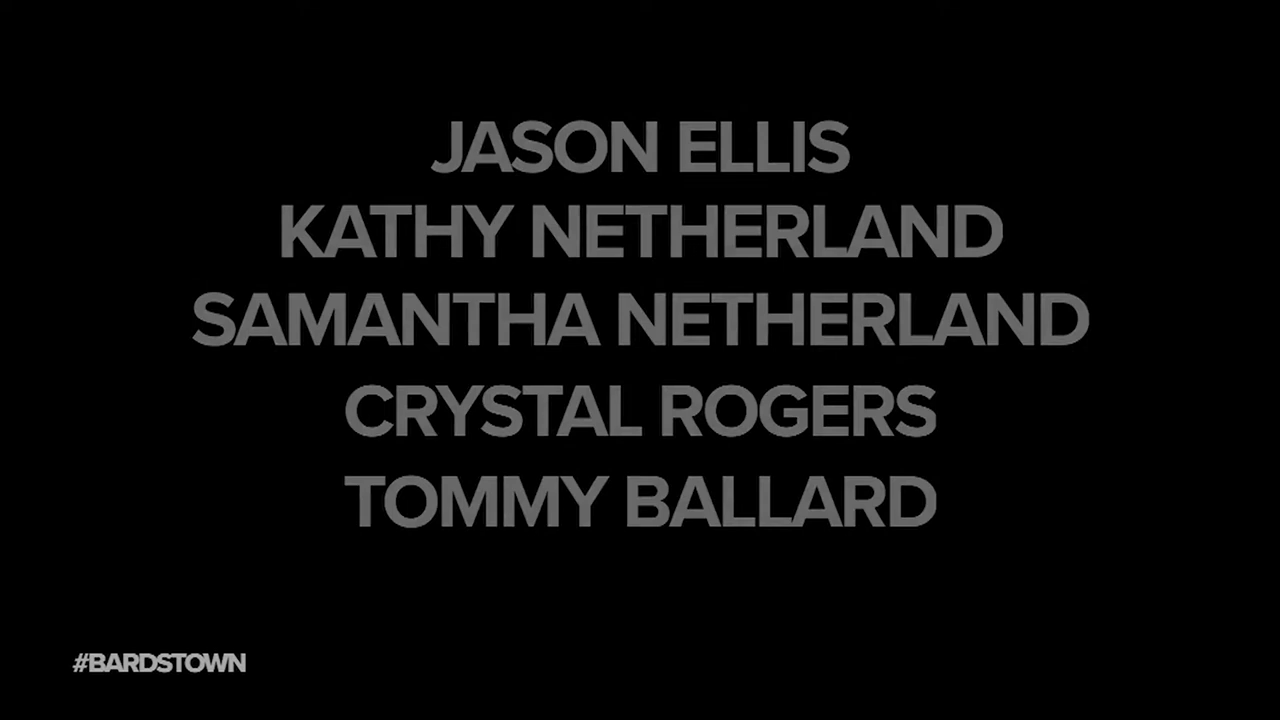 JASON ELLIS
KATHY NETHERLAND
SAMANTHA NETHERLAND
CRYSTAL ROGERS
TOMMY BALLARD
#BARDSTOWN